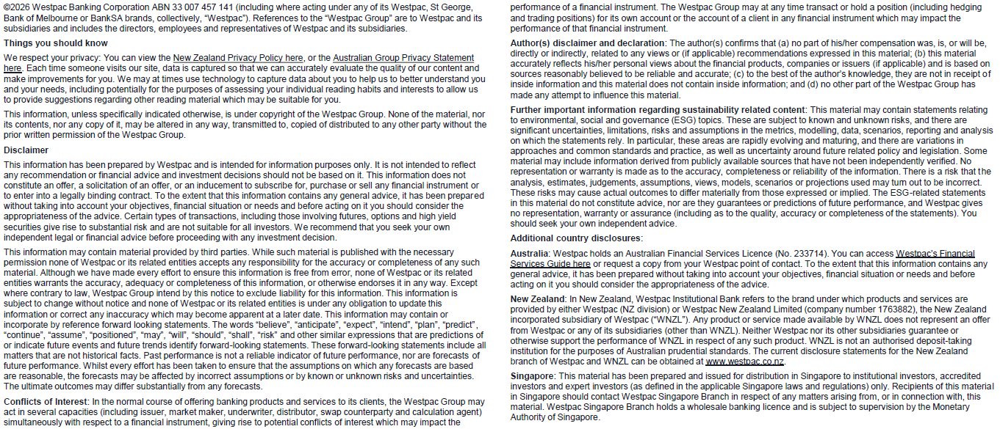 ©2026 Westpac Banking Corporation ABN 33 007 457 141 (including where acting under any of its Westpac, St George,
Bank of Melbourne or BankSA brands, collectively, “Westpac”). References to the “Westpac Group” are to Westpac and its
subsidiaries and includes the directors, employees and representatives of Westpac and its subsidiaries.
Things you should know
We respect your privacy: You can view the New Zealand Privacy Policy here, or the Australian Group Privacy Statement
here. Each time someone visits our site, data is captured so that we can accurately evaluate the quality of our content and
make improvements for you. We may at times use technology to capture data about you to help us to better understand you
and your needs, including potentially for the purposes of assessing your individual reading habits and interests to allow us
to provide suggestions regarding other reading material which may be suitable for you.
This information, unless specifically indicated otherwise, is under copyright of the Westpac Group. None of the material, nor
its contents, nor any copy of it, may be altered in any way, transmitted to, copied of distributed to any other party without the
prior written permission of the Westpac Group.
Disclaimer
This information has been prepared by Westpac and is intended for information purposes only. It is not intended to reflect
any recommendation or financial advice and investment decisions should not be based on it. This information does not
constitute an offer, a solicitation of an offer, or an inducement to subscribe for, purchase or sell any financial instrument or
to enter into a legally binding contract. To the extent that this information contains any general advice, it has been prepared
without taking into account your objectives, financial situation or needs and before acting on it you should consider the
appropriateness of the advice. Certain types of transactions, including those involving futures, options and high yield
securities give rise to substantial risk and are not suitable for all investors. We recommend that you seek your own
independent legal or financial advice before proceeding with any investment decision.
This information may contain material provided by third parties. While such material is published with the necessary
permission none of Westpac or its related entities accepts any responsibility for the accuracy or completeness of any such
material. Although we have made every effort to ensure this information is free from error, none of Westpac or its related
entities warrants the accuracy, adequacy or completeness of this information, or otherwise endorses it in any way. Except
where contrary to law, Westpac Group intend by this notice to exclude liability for this information. This information is
subject to change without notice and none of Westpac or its related entities is under any obligation to update this
information or correct any inaccuracy which may become apparent at a later date. This information may contain or
incorporate by reference forward looking statements. The words “believe”, “anticipate”, “expect”, “intend”, “plan”, “predict”,
“continue”, “assume”, “positioned”, “may”, “will”, “should”, “shall”, “risk” and other similar expressions that are predictions of
or indicate future events and future trends identify forward-looking statements. These forward-looking statements include all
matters that are not historical facts. Past performance is not a reliable indicator of future performance, nor are forecasts of
future performance. Whilst every effort has been taken to ensure that the assumptions on which any forecasts are based
are reasonable, the forecasts may be affected by incorrect assumptions or by known or unknown risks and uncertainties.
The ultimate outcomes may differ substantially from any forecasts.
Conflicts of Interest: In the normal course of offering banking products and services to its clients, the Westpac Group may
act in several capacities (including issuer, market maker, underwriter, distributor, swap counterparty and calculation agent)
simultaneously with respect to a financial instrument, giving rise to potential conflicts of interest which may impact the
performance of a financial instrument. The Westpac Group may at any time transact or hold a position (including hedging
and trading positions) for its own account or the account of a client in any financial instrument which may impact the
performance of that financial instrument.
Author(s) disclaimer and declaration: The author(s) confirms that (a) no part of his/her compensation was, is, or will be,
directly or indirectly, related to any views or (if applicable) recommendations expressed in this material; (b) this material
accurately reflects his/her personal views about the financial products, companies or issuers (if applicable) and is based on
sources reasonably believed to be reliable and accurate; (c) to the best of the author's knowledge, they are not in receipt of
inside information and this material does not contain inside information; and (d) no other part of the Westpac Group has
made any attempt to influence this material.
Further important information regarding sustainability related content: This material may contain statements relating
to environmental, social and governance (ESG) topics. These are subject to known and unknown risks, and there are
significant uncertainties, limitations, risks and assumptions in the metrics, modelling, data, scenarios, reporting and analysis
on which the statements rely. In particular, these areas are rapidly evolving and maturing, and there are variations in
approaches and common standards and practice, as well as uncertainty around future related policy and legislation. Some
material may include information derived from publicly available sources that have not been independently verified. No
representation or warranty is made as to the accuracy, completeness or reliability of the information. There is a risk that the
analysis, estimates, judgements, assumptions, views, models, scenarios or projections used may turn out to be incorrect.
These risks may cause actual outcomes to differ materially from those expressed or implied. The ESG-related statements
in this material do not constitute advice, nor are they guarantees or predictions of future performance, and Westpac gives
no representation, warranty or assurance (including as to the quality, accuracy or completeness of the statements). You
should seek your own independent advice.
Additional country disclosures:
Australia: Westpac holds an Australian Financial Services Licence (No. 233714). You can access Westpac's Financial
Services Guide here or request a copy from your Westpac point of contact. To the extent that this information contains any
general advice, it has been prepared without taking into account your objectives, financial situation or needs and before
acting on it you should consider the appropriateness of the advice.
New Zealand: In New Zealand, Westpac Institutional Bank refers to the brand under which products and services are
provided by either Westpac (NZ division) or Westpac New Zealand Limited (company number 1763882), the New Zealand
incorporated subsidiary of Westpac (“WNZL”). Any product or service made available by WNZL does not represent an offer
from Westpac or any of its subsidiaries (other than WNZL). Neither Westpac nor its other subsidiaries guarantee or
otherwise support the performance of WNZL in respect of any such product. WNZL is not an authorised deposit-taking
institution for the purposes of Australian prudential standards. The current disclosure statements for the New Zealand
branch of Westpac and WNZL can be obtained at www.westpac.co.nz.
Singapore: This material has been prepared and issued for distribution in Singapore to institutional investors, accredited
investors and expert investors (as defined in the applicable Singapore laws and regulations) only. Recipients of this material
in Singapore should contact Westpac Singapore Branch in respect of any matters arising from, or in connection with, this
material. Westpac Singapore Branch holds a wholesale banking licence and is subject to supervision by the Monetary
Authority of Singapore.